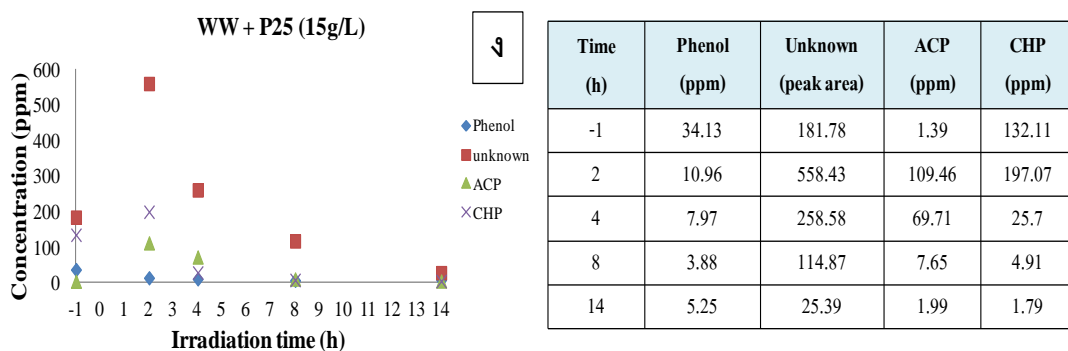 WW + P25 (15g/L)
Concentration (ppm)
600
500
400
300
200
100
0
-1 0 1 2 3 4 5 6 7 8 9 10 11 12 13 14
Irradiation time (h)
Phenol
unknown
ACP
CHP
Time (h) Phenol (ppm) Unknown (peak area) ACP (ppm) CHP (ppm)
-1 34.13 181.78 1.39 132.11
2 10.96 558.43 109.46 197.07
4 7.97 258.58 69.71 25.7
8 3.88 114.87 7.65 4.91
14 5.25 25.39 1.99 1.79